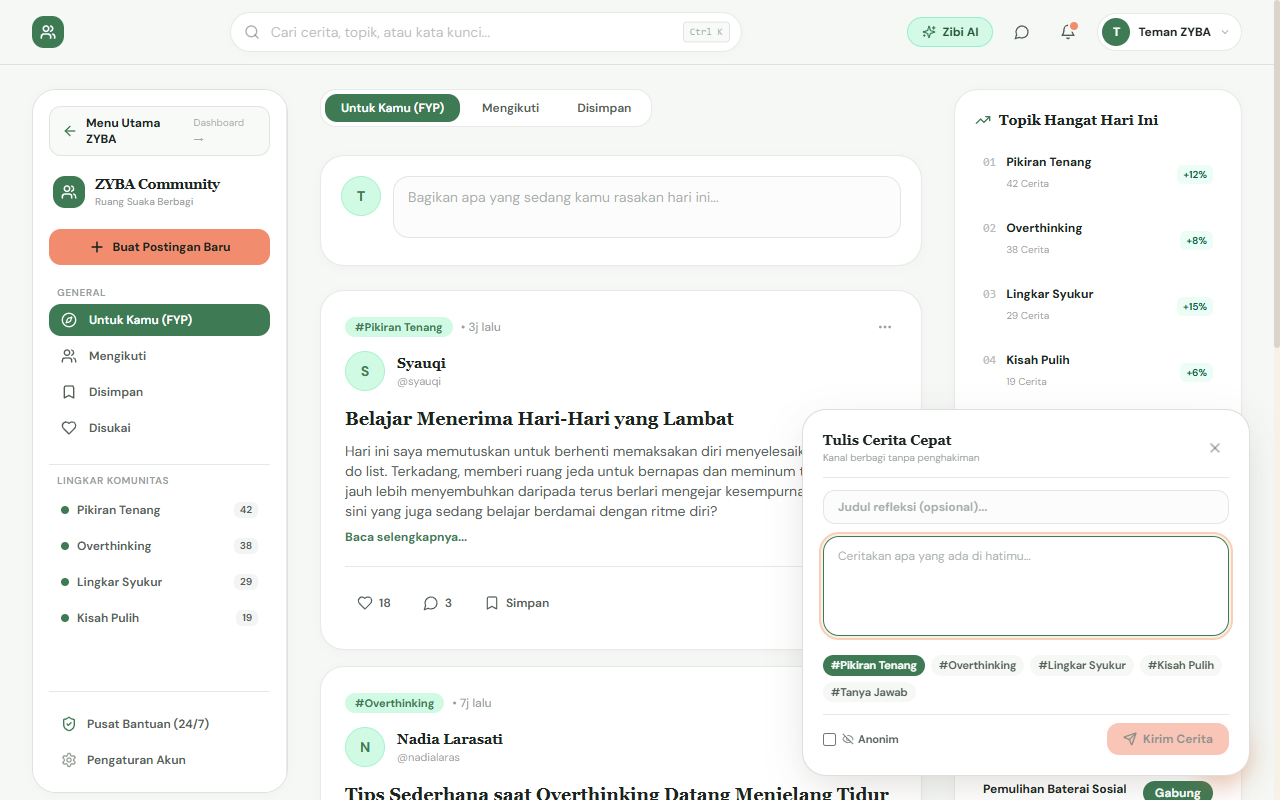 Cari cerita, topik, atau kata kunci...
Ctrl K
Zibi AI
T
Teman ZYBA
Menu Utama ZYBA
Dashboard →
ZYBA Community
Ruang Suaka Berbagi
Buat Postingan Baru
GENERAL
Untuk Kamu (FYP)
Mengikuti
Disimpan
Disukai
LINGKAR KOMUNITAS
Pikiran Tenang 42
Overthinking 38
Lingkar Syukur 29
Kisah Pulih 19
Pusat Bantuan (24/7)
Pengaturan Akun
Untuk Kamu (FYP)
Mengikuti
Disimpan
T
Bagikan apa yang sedang kamu rasakan hari ini...
#Pikiran Tenang • 3j lalu
S
Syauqi
@syauqi
Belajar Menerima Hari-Hari yang Lambat
Hari ini saya memutuskan untuk berhenti memaksakan diri
do list. Terkadang, memberi ruang jeda untuk bernapas dan meminum
jauh lebih menyembuhkan daripada terus berlari mengejar
sini yang juga sedang belajar berdamai dengan ritme diri?
Baca selengkapnya...
18
3
Simpan
#Overthinking • 7j lalu
N
Nadia Larasati
@nadialaras
Tips Sederhana saat Overthinking Datang Menjelang Tidur
Topik Hangat Hari Ini
01 Pikiran Tenang
42 Cerita
+12%
02 Overthinking
38 Cerita
+8%
03 Lingkar Syukur
29 Cerita
+15%
04 Kisah Pulih
19 Cerita
+6%
Tulis Cerita Cepat
Kanal berbagi tanpa penghakiman
Judul refleksi (opsional)...
Ceritakan apa yang ada di hatimu...
#Pikiran Tenang
#Overthinking
#Lingkar Syukur
#Kisah Pulih
#Tanya Jawab
Anonim
Kirim Cerita
Pemulihan Baterai Sosial
Gabung